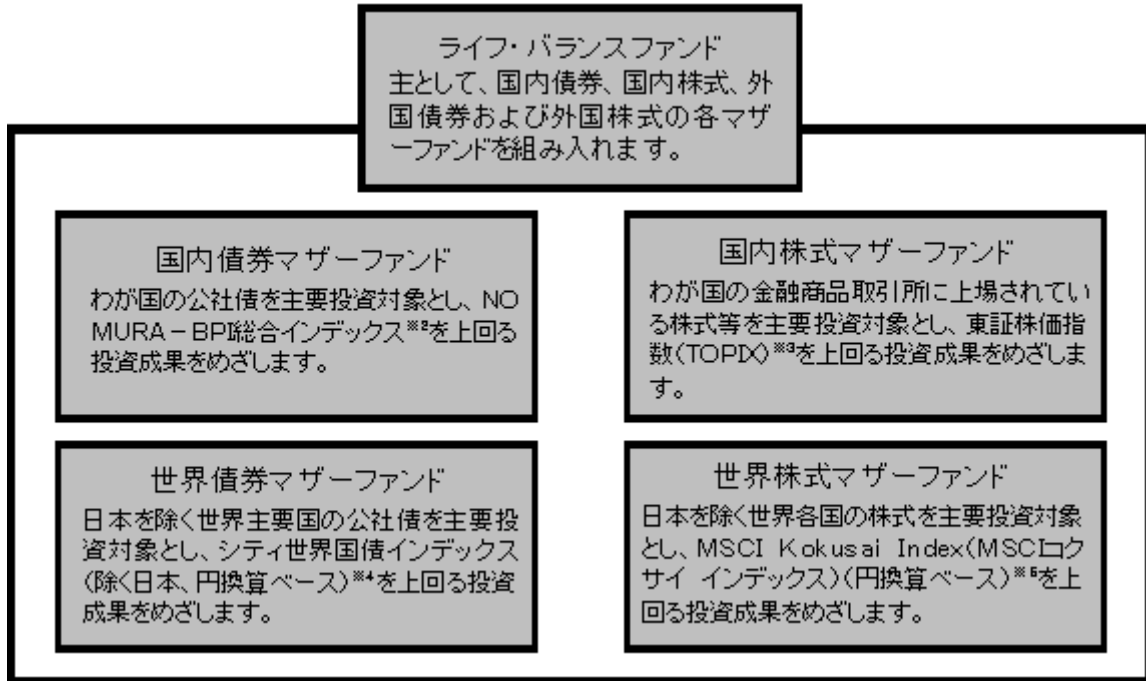 ライフ・バランスファンド
主として、国内債券、国内株式、外
国債券および外国株式の各マザ
ーファンドを組み入れます。
国内債券マザーファンド
わが国の公社債を主要投資対象とし、NO
MURA－BPI総合インデックス※2を上回る
投資成果をめざします。
国内株式マザーファンド
わが国の金融商品取引所に上場されてい
る株式等を主要投資対象とし、東証株価指
数(TOPIX)※3を上回る投資成果をめざしま
す。
世界債券マザーファンド
日本を除く世界主要国の公社債を主要投
資対象とし、シティ世界国債インデックス
(除く日本、円換算ベース)※4を上回る投資
成果をめざします。
世界株式マザーファンド
日本を除く世界各国の株式を主要投資対象
とし、MSCI Kokusai Index(MSCIコク
サイ インデックス)(円換算ベース)※5を上
回る投資成果をめざします。